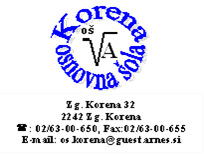 Korena
oš
A
osnovna šola
Zg. Korena 32
2242 Zg. Korena
☎: 02/63-00-650, Fax:02/63-00-655
E-mail: os.korena@guest.arnes.si